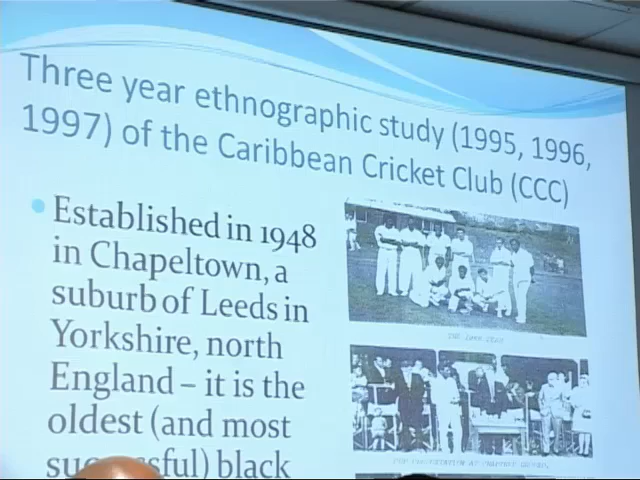 Three year ethnographic study (1995, 1996,
1997) of the Caribbean Cricket Club (CCC)
Established in 1948
in Chapeltown, a
suburb of Leeds in
Yorkshire, north
England – it is the
oldest (and most
black